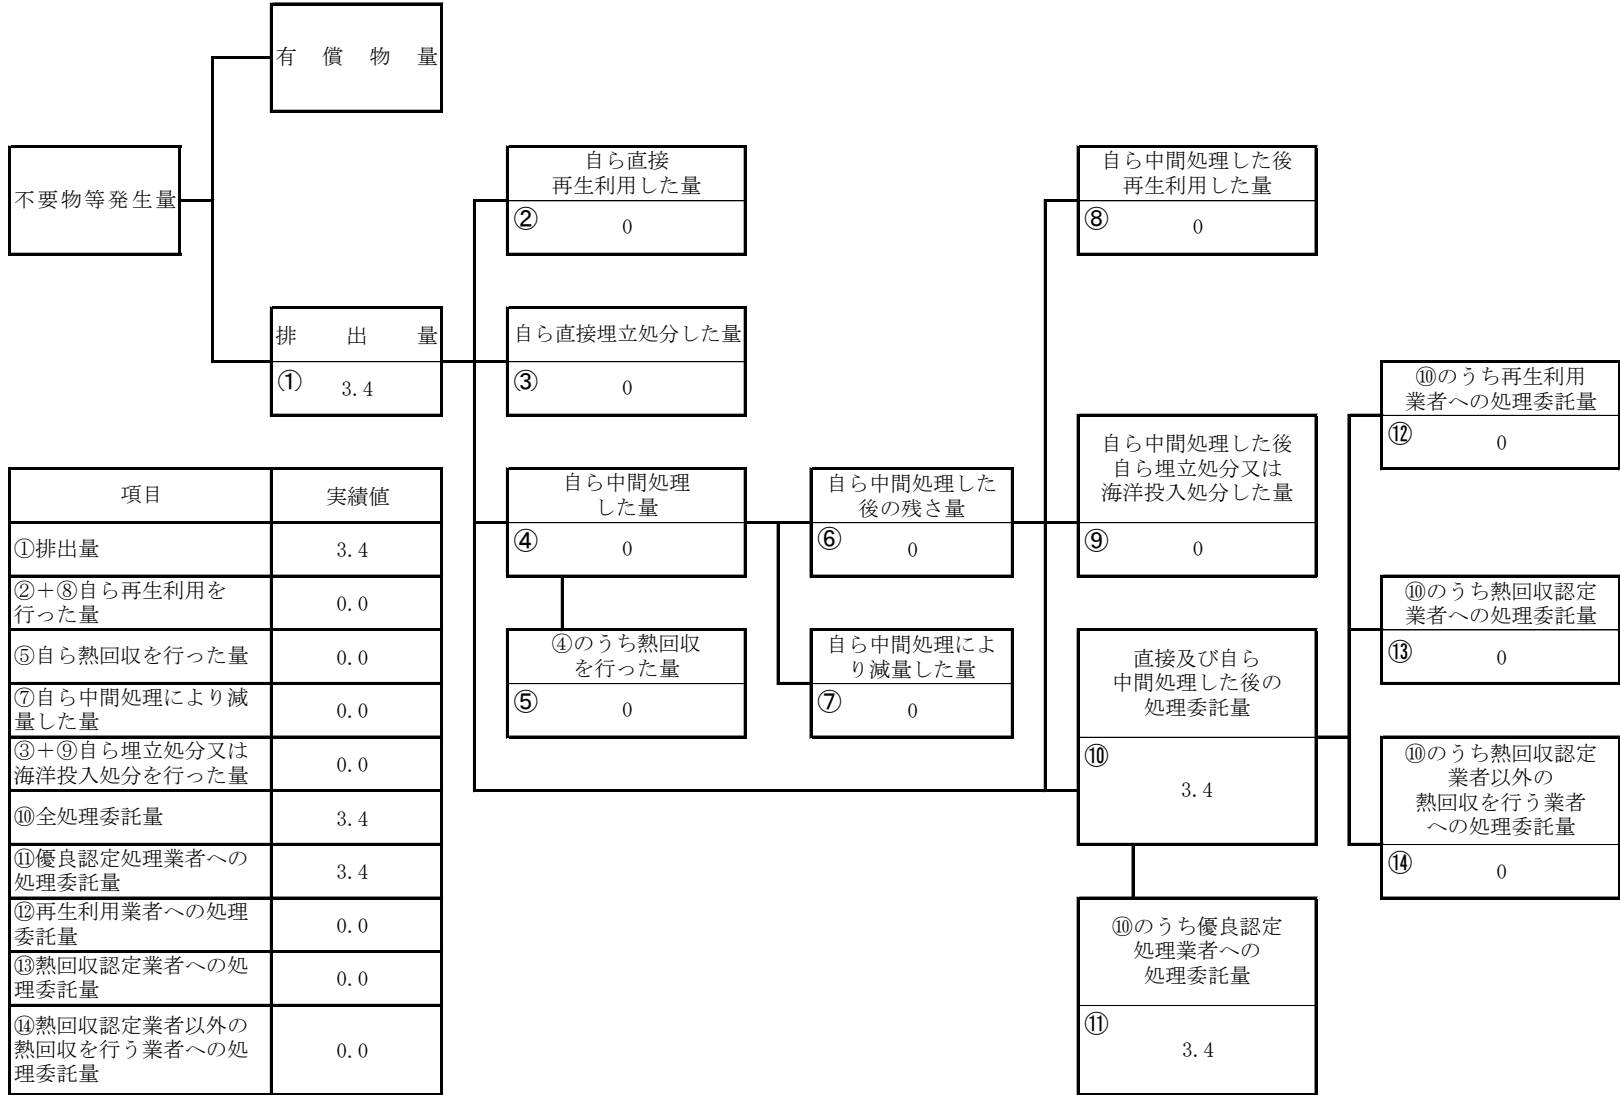 有償物量
不要物等発生量
排出量
① 3.4
自ら直接
再生利用した量
② 0
自ら直接埋立処分した量
③ 0
自ら中間処理
した量
④ 0
④のうち熱回収
を行った量
⑤ 0
自ら中間処理した
後の残さ量
⑥ 0
自ら中間処理によ
り減量した量
⑦ 0
自ら中間処理した後
再生利用した量
⑧ 0
自ら中間処理した後
自ら埋立処分又は
海洋投入処分した量
⑨ 0
直接及び自ら
中間処理した後の
処理委託量
⑩
3.4
⑩のうち優良認定
処理業者への
処理委託量
⑪
3.4
⑩のうち再生利用
業者への処理委託量
⑫ 0
⑩のうち熱回収認定
業者への処理委託量
⑬ 0
⑩のうち熱回収認定
業者以外の
熱回収を行う業者
への処理委託量
⑭ 0
項目 実績値
①排出量 3.4
②+⑧自ら再生利用を
行った量 0.0
⑤自ら熱回収を行った量 0.0
⑦自ら中間処理により減
量した量 0.0
③+⑨自ら埋立処分又は
海洋投入処分を行った量 0.0
⑩全処理委託量 3.4
⑪優良認定処理業者への
処理委託量 3.4
⑫再生利用業者への処理
委託量 0.0
⑬熱回収認定業者への処
理委託量 0.0
⑭熱回収認定業者以外の
熱回収を行う業者への処
理委託量 0.0